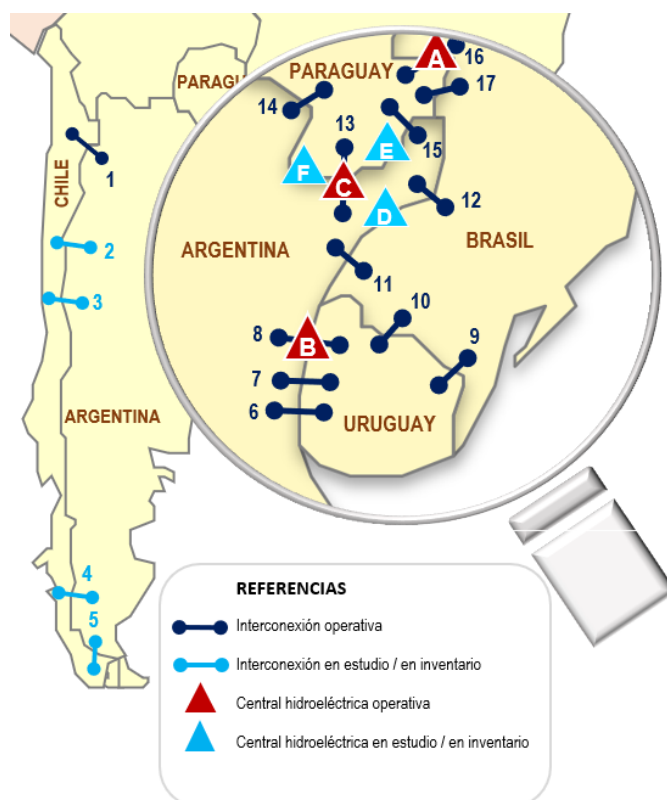 A
16
PARAGUAY
17
PARAGU
14
13
E
15
1
F
C
CHILE
12
D
2
BRASIL
ARGENTINA
11
3
10
8
B
9
7
6
ARGENTINA
URUGUAY
4
5
REFERENCIAS
Interconexión operativa
Interconexión en estudio / en inventario
Central hidroeléctrica operativa
Central hidroeléctrica en estudio / en inventario